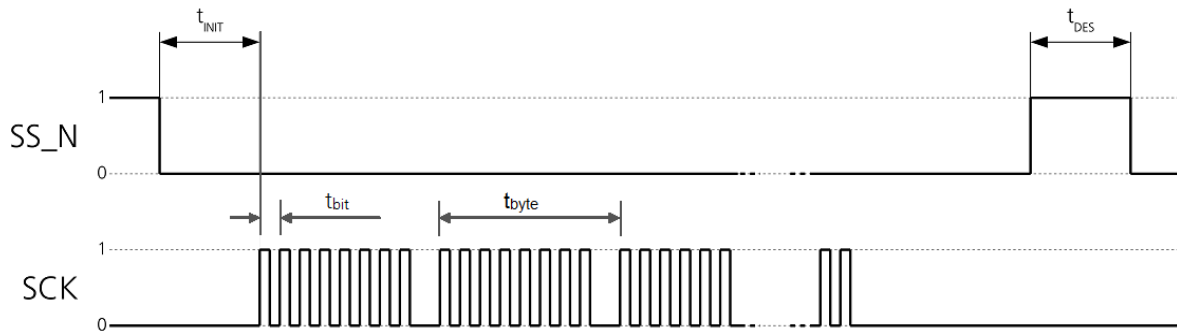 tINIT
tDES
1
SS_N
0
tbit
tbyte
1
SCK
0